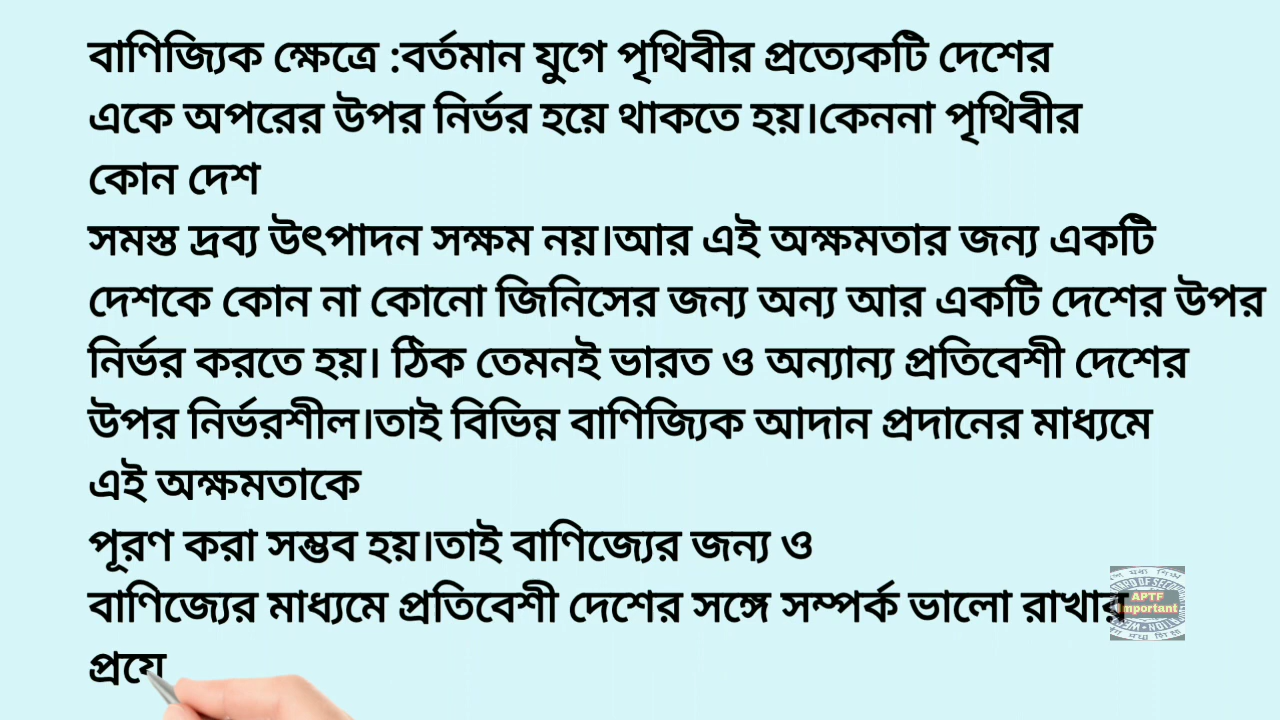 বাণিজ্যিক ক্ষেত্রে :বর্তমান যুগে পৃথিবীর প্রত্যেকটি দেশের
একে অপরের উপর নির্ভর হয়ে থাকতে হয়।কেননা পৃথিবীর
কোন দেশ
সমস্ত দ্রব্য উৎপাদন সক্ষম নয়।আর এই অক্ষমতার জন্য একটি
দেশকে কোন না কোনো জিনিসের জন্য অন্য আর একটি দেশের উপর
নির্ভর করতে হয়। ঠিক তেমনই ভারত ও অন্যান্য প্রতিবেশী দেশের
উপর নির্ভরশীল।তাই বিভিন্ন বাণিজ্যিক আদান প্রদানের মাধ্যমে
এই অক্ষমতাকে
পূরণ করা সম্ভব হয়।তাই বাণিজ্যের জন্য ও
বাণিজ্যের মাধ্যমে প্রতিবেশী দেশের সঙ্গে সম্পর্ক ভালো রাখার
প্রযে
APTF
Important